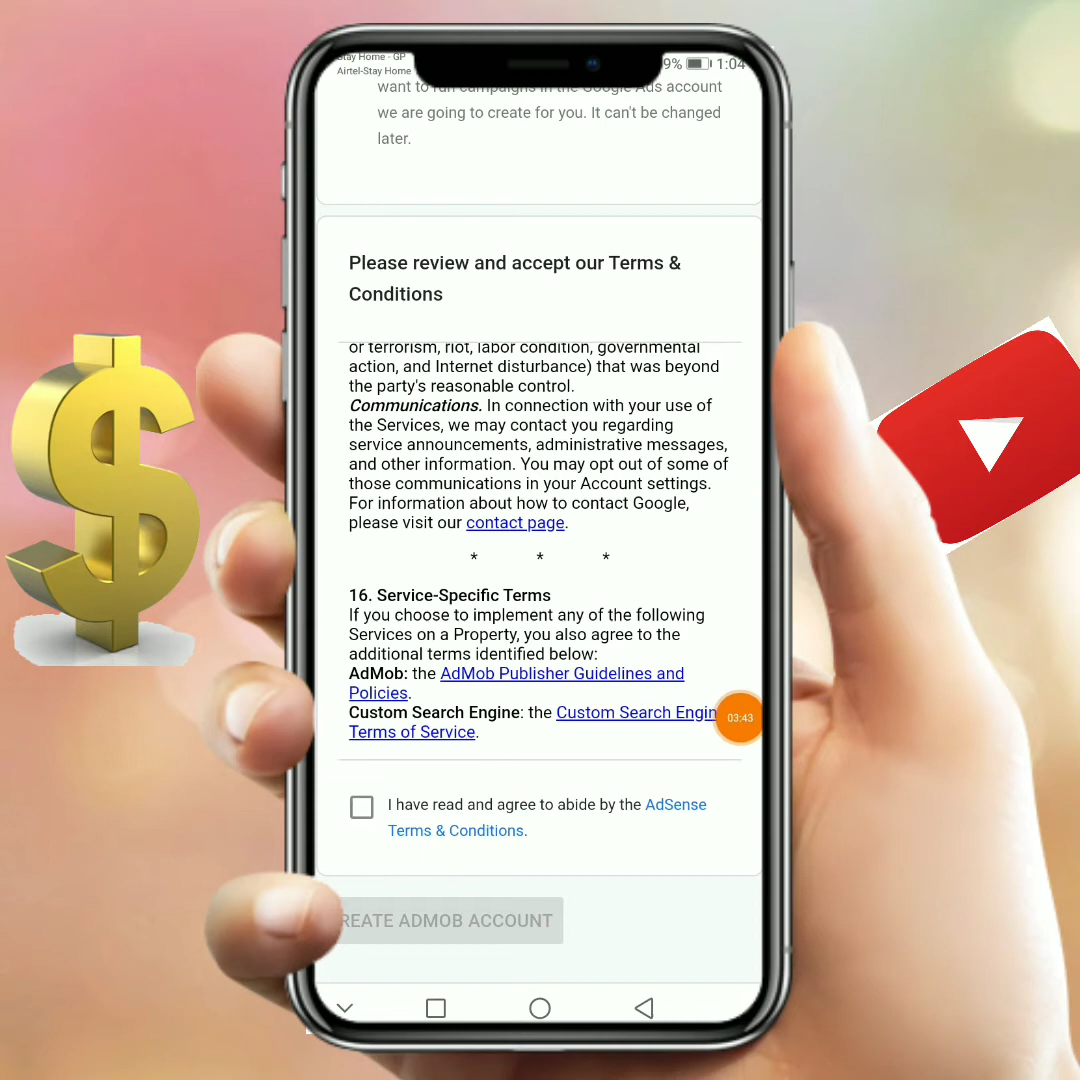 Stay Home - GP
Airtel-Stay Home
9% 1:04
want to run campaigns in the Google Ads account
we are going to create for you. It can't be changed
later.
Please review and accept our Terms &
Conditions
or terrorism, riot, labor condition, governmental
action, and Internet disturbance) that was beyond
the party's reasonable control.
Communications. In connection with your use of
the Services, we may contact you regarding
service announcements, administrative messages,
and other information. You may opt out of some of
those communications in your Account settings.
For information about how to contact Google,
please visit our contact page.
* * *
16. Service-Specific Terms
If you choose to implement any of the following
Services on a Property, you also agree to the
additional terms identified below:
AdMob: the AdMob Publisher Guidelines and
Policies.
Custom Search Engine: the Custom Search Engin
Terms of Service.
03:43
I have read and agree to abide by the AdSense
Terms & Conditions.
REATE ADMOB ACCOUNT